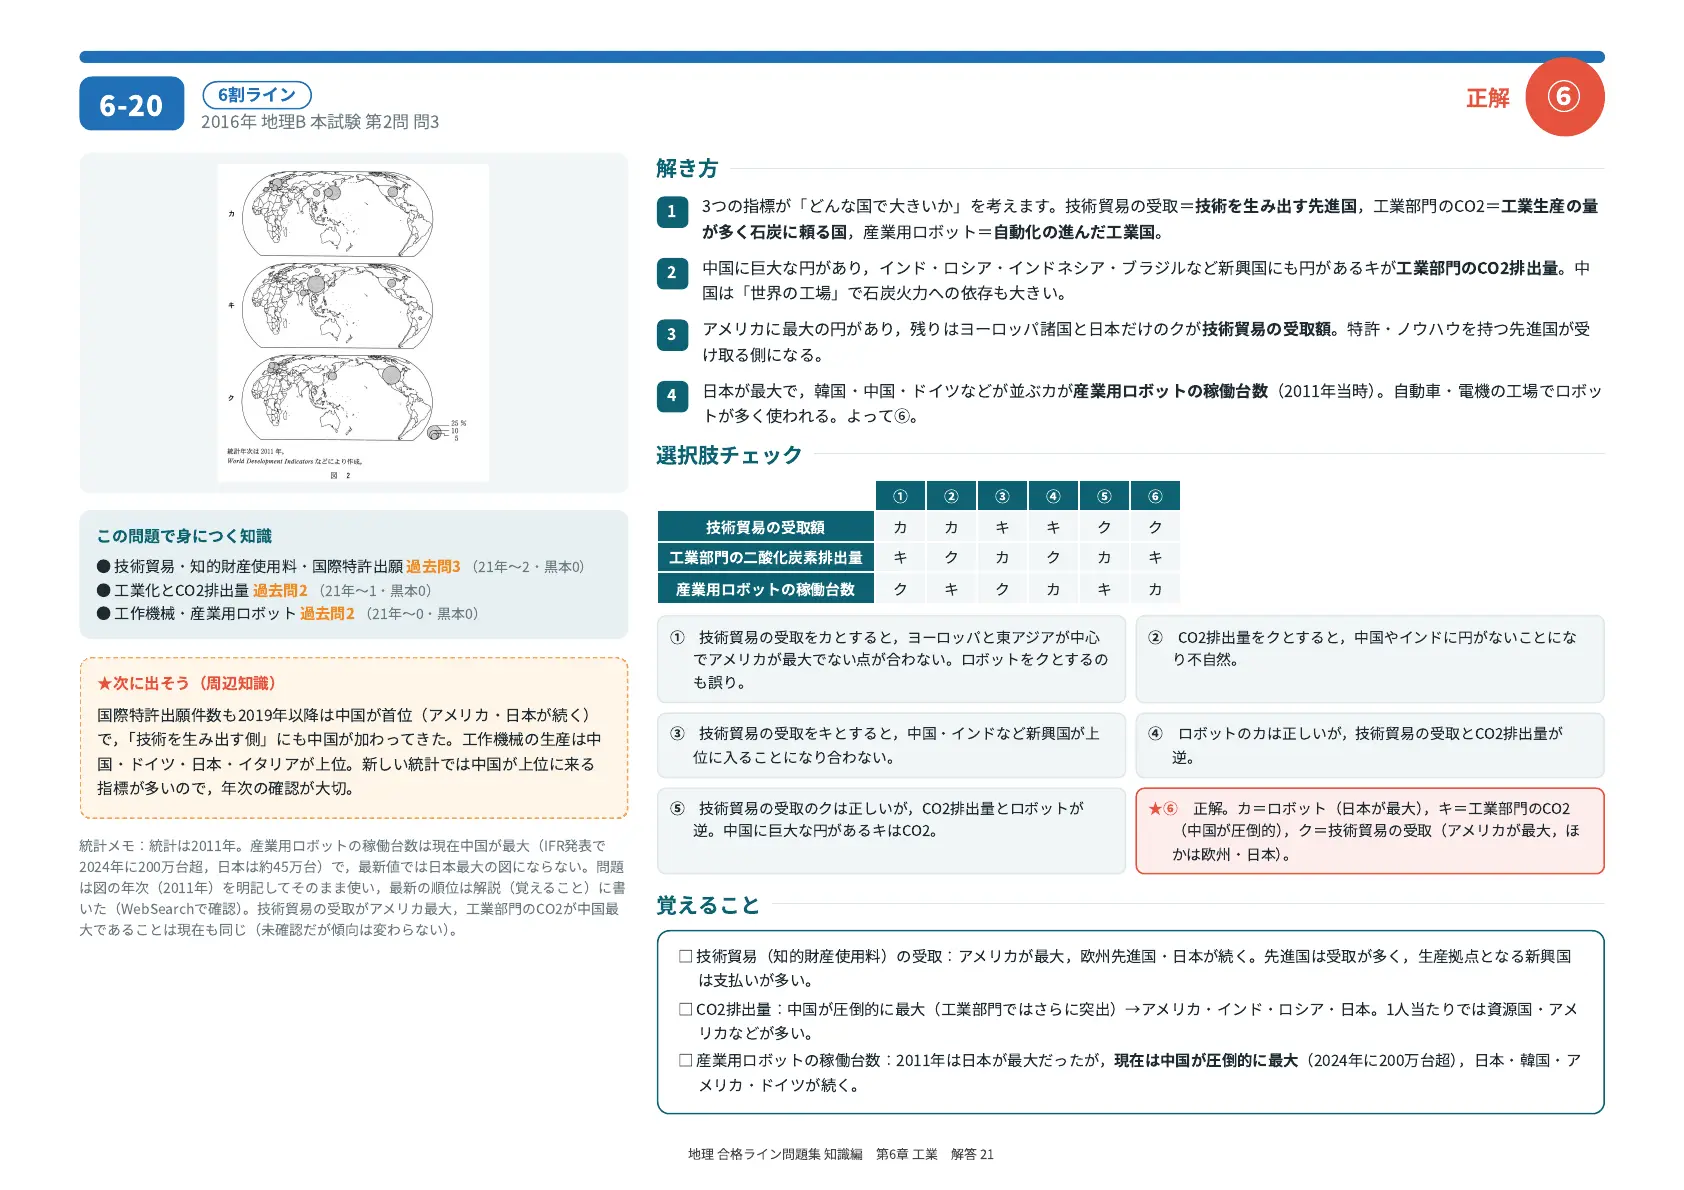 6-20
6割ライン
2016年 地理B 本試験 第2問 問3
正解 ⑥
カ
キ
ク
25 %
10
5
統計年次は 2011 年。
World Development Indicators などにより作成。
図 2
この問題で身につく知識
● 技術貿易・知的財産使用料・国際特許出願 過去問3 （21年〜2・黒本0）
● 工業化とCO2排出量 過去問2 （21年〜1・黒本0）
● 工作機械・産業用ロボット 過去問2 （21年〜0・黒本0）
★次に出そう（周辺知識）
国際特許出願件数も2019年以降は中国が首位（アメリカ・日本が続く）
で，「技術を生み出す側」にも中国が加わってきた。工作機械の生産は中
国・ドイツ・日本・イタリアが上位。新しい統計では中国が上位に来る
指標が多いので，年次の確認が大切。
統計メモ：統計は2011年。産業用ロボットの稼働台数は現在中国が最大（IFR発表で
2024年に200万台超，日本は約45万台）で，最新値では日本最大の図にならない。問題
は図の年次（2011年）を明記してそのまま使い，最新の順位は解説（覚えること）に書
いた（WebSearchで確認）。技術貿易の受取がアメリカ最大，工業部門のCO2が中国最
大であることは現在も同じ（未確認だが傾向は変わらない）。
解き方
1 3つの指標が「どんな国で大きいか」を考えます。技術貿易の受取＝技術を生み出す先進国，工業部門のCO2＝工業生産の量
が多く石炭に頼る国，産業用ロボット＝自動化の進んだ工業国。
2 中国に巨大な円があり，インド・ロシア・インドネシア・ブラジルなど新興国にも円があるキが工業部門のCO2排出量。中
国は「世界の工場」で石炭火力への依存も大きい。
3 アメリカに最大の円があり，残りはヨーロッパ諸国と日本だけのクが技術貿易の受取額。特許・ノウハウを持つ先進国が受
け取る側になる。
4 日本が最大で，韓国・中国・ドイツなどが並ぶカが産業用ロボットの稼働台数（2011年当時）。自動車・電機の工場でロボッ
トが多く使われる。よって⑥。
選択肢チェック
① ② ③ ④ ⑤ ⑥
技術貿易の受取額 カ カ キ キ ク ク
工業部門の二酸化炭素排出量 キ ク カ ク カ キ
産業用ロボットの稼働台数 ク キ ク カ キ カ
① 技術貿易の受取をカとすると，ヨーロッパと東アジアが中心
でアメリカが最大でない点が合わない。ロボットをクとするの
も誤り。
② CO2排出量をクとすると，中国やインドに円がないことにな
り不自然。
③ 技術貿易の受取をキとすると，中国・インドなど新興国が上
位に入ることになり合わない。
④ ロボットのカは正しいが，技術貿易の受取とCO2排出量が
逆。
⑤ 技術貿易の受取のクは正しいが，CO2排出量とロボットが
逆。中国に巨大な円があるキはCO2。
★⑥ 正解。カ＝ロボット（日本が最大），キ＝工業部門のCO2
（中国が圧倒的），ク＝技術貿易の受取（アメリカが最大，ほ
かは欧州・日本）。
覚えること
□ 技術貿易（知的財産使用料）の受取：アメリカが最大，欧州先進国・日本が続く。先進国は受取が多く，生産拠点となる新興国
は支払いが多い。
□ CO2排出量：中国が圧倒的に最大（工業部門ではさらに突出）→アメリカ・インド・ロシア・日本。1人当たりでは資源国・アメ
リカなどが多い。
□ 産業用ロボットの稼働台数：2011年は日本が最大だったが，現在は中国が圧倒的に最大（2024年に200万台超），日本・韓国・ア
メリカ・ドイツが続く。
地理 合格ライン問題集 知識編 第6章 工業 解答 21